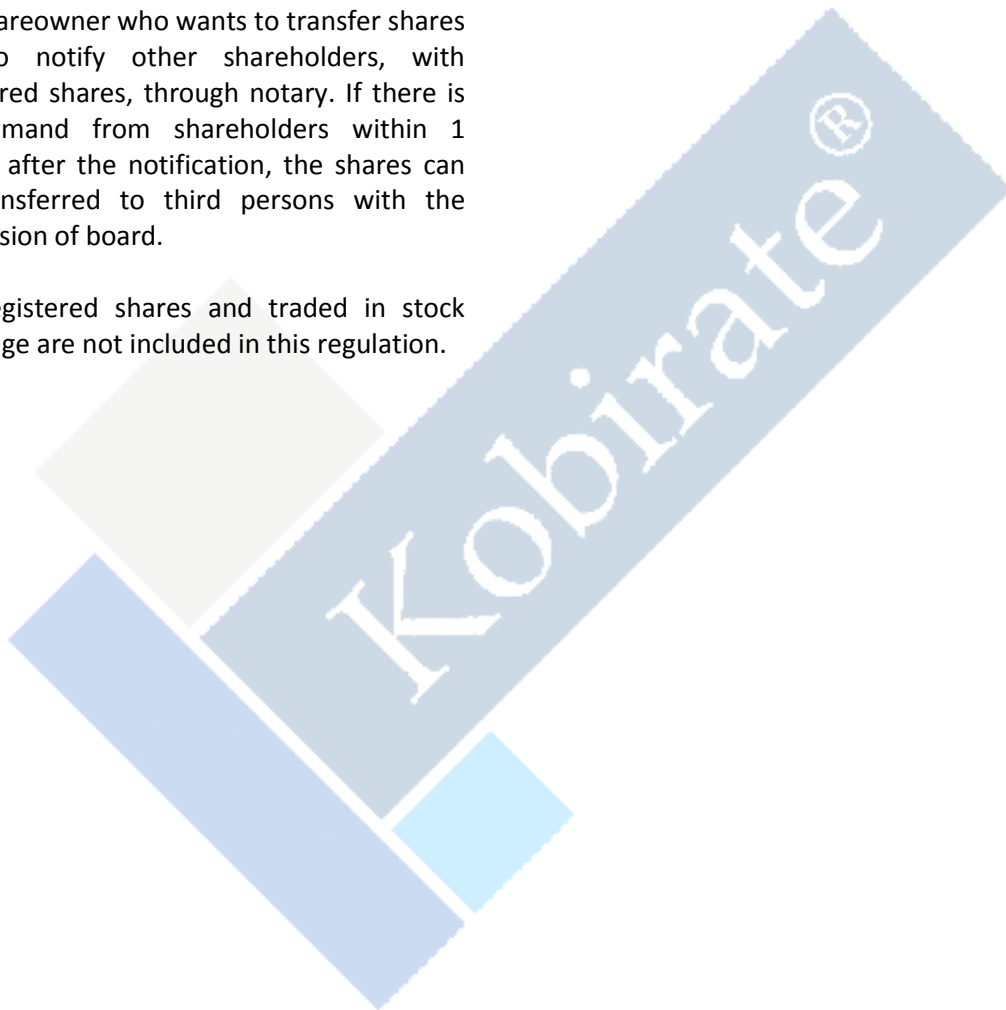 areowner who wants to transfer shares
o notify other shareholders, with
red shares, through notary. If there is
mand from shareholders within 1
after the notification, the shares can
nsferred to third persons with the
sion of board.
egistered shares and traded in stock
ge are not included in this regulation.
Kobirate ®